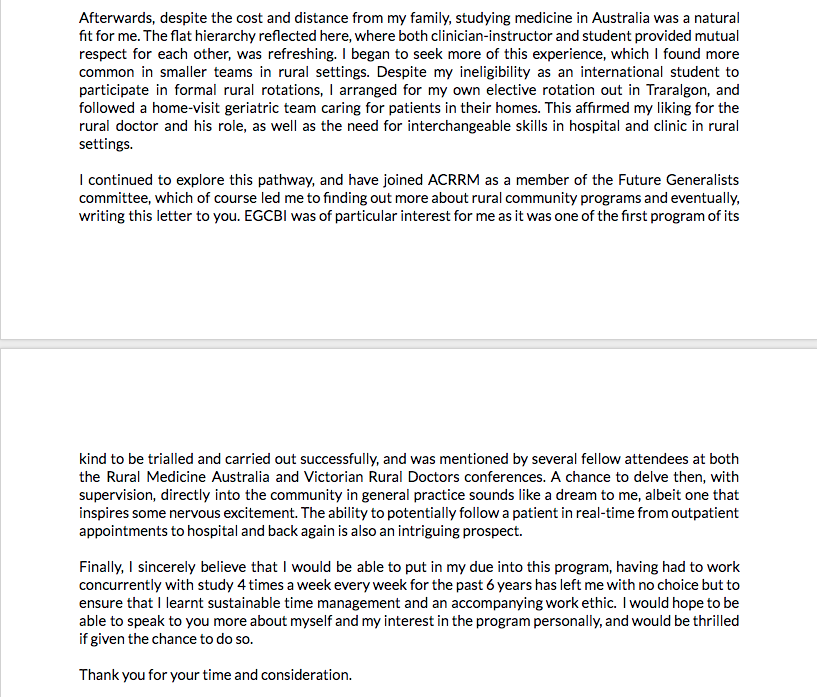 Afterwards, despite the cost and distance from my family, studying medicine in Australia was a natural
fit for me. The flat hierarchy reflected here, where both clinician-instructor and student provided mutual
respect for each other, was refreshing. I began to seek more of this experience, which I found more
common in smaller teams in rural settings. Despite my ineligibility as an international student to
participate in formal rural rotations, I arranged for my own elective rotation out in Traralgon, and
followed a home-visit geriatric team caring for patients in their homes. This affirmed my liking for the
rural doctor and his role, as well as the need for interchangeable skills in hospital and clinic in rural
settings.
I continued to explore this pathway, and have joined ACRRM as a member of the Future Generalists
committee, which of course led me to finding out more about rural community programs and eventually,
writing this letter to you. EGCBI was of particular interest for me as it was one of the first program of its
kind to be trialled and carried out successfully, and was mentioned by several fellow attendees at both
the Rural Medicine Australia and Victorian Rural Doctors conferences. A chance to delve then, with
supervision, directly into the community in general practice sounds like a dream to me, albeit one that
inspires some nervous excitement. The ability to potentially follow a patient in real-time from outpatient
appointments to hospital and back again is also an intriguing prospect.
Finally, I sincerely believe that I would be able to put in my due into this program, having had to work
concurrently with study 4 times a week every week for the past 6 years has left me with no choice but to
ensure that I learnt sustainable time management and an accompanying work ethic. I would hope to be
able to speak to you more about myself and my interest in the program personally, and would be thrilled
if given the chance to do so.
Thank you for your time and consideration.